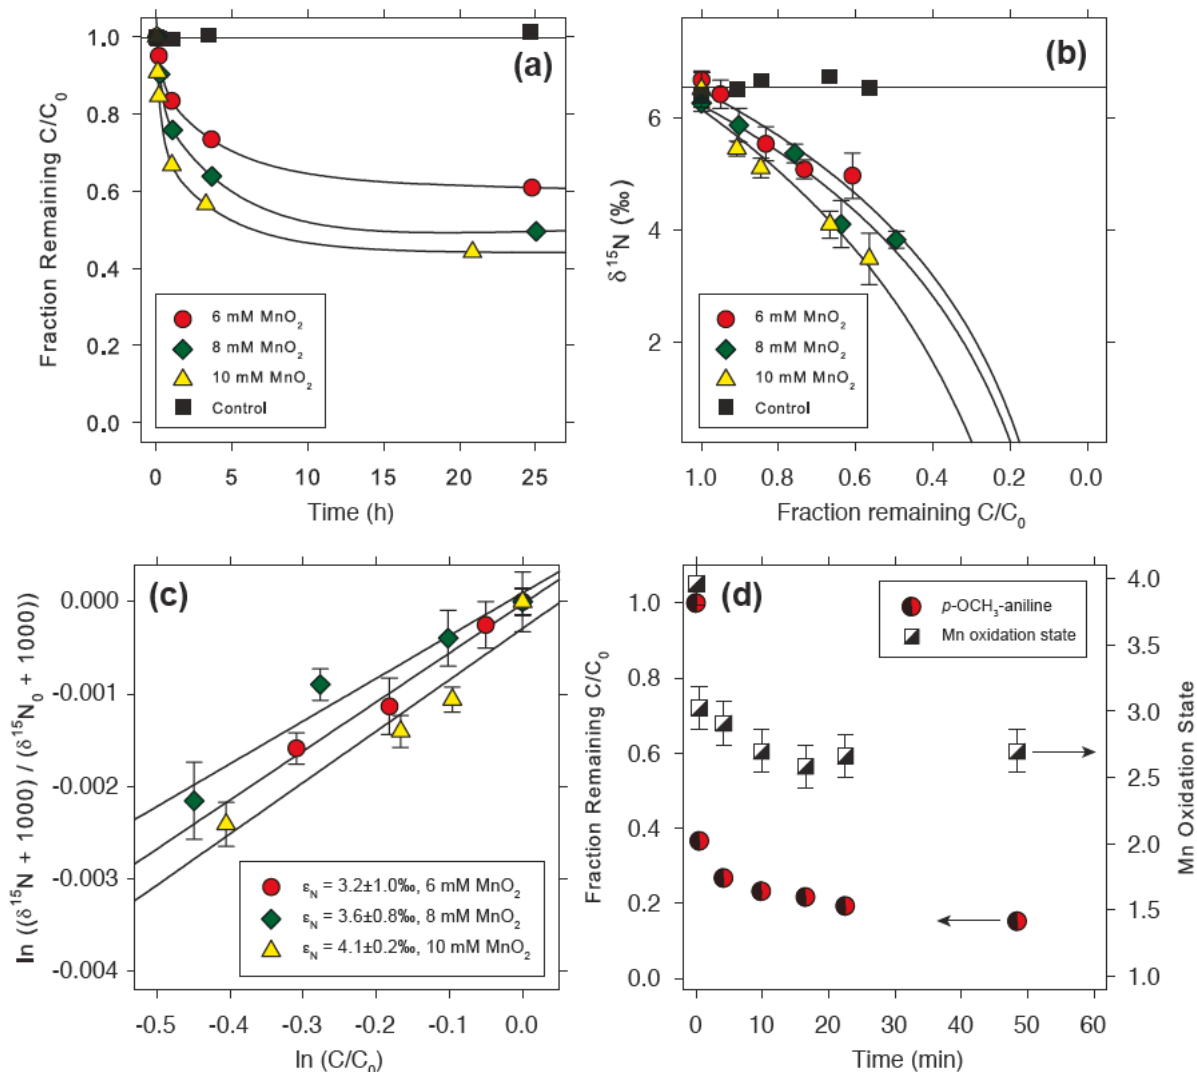 (a)
1.0
0.8
0.6
0.4
0.2
0.0
Fraction Remaining C/C₀
6 mM MnO₂
8 mM MnO₂
10 mM MnO₂
Control
0 5 10 15 20 25
Time (h)
(b)
6
4
2
δ¹⁵N (‰)
6 mM MnO₂
8 mM MnO₂
10 mM MnO₂
Control
1.0 0.8 0.6 0.4 0.2 0.0
Fraction remaining C/C₀
(c)
0.000
-0.001
-0.002
-0.003
-0.004
ln ((δ¹⁵N + 1000) / (δ¹⁵N₀ + 1000))
ε_N = 3.2±1.0‰, 6 mM MnO₂
ε_N = 3.6±0.8‰, 8 mM MnO₂
ε_N = 4.1±0.2‰, 10 mM MnO₂
-0.5 -0.4 -0.3 -0.2 -0.1 0.0
ln (C/C₀)
(d)
1.0
0.8
0.6
0.4
0.2
0.0
Fraction Remaining C/C₀
p-OCH₃-aniline
Mn oxidation state
4.0
3.5
3.0
2.5
2.0
1.5
1.0
Mn Oxidation State
0 10 20 30 40 50 60
Time (min)